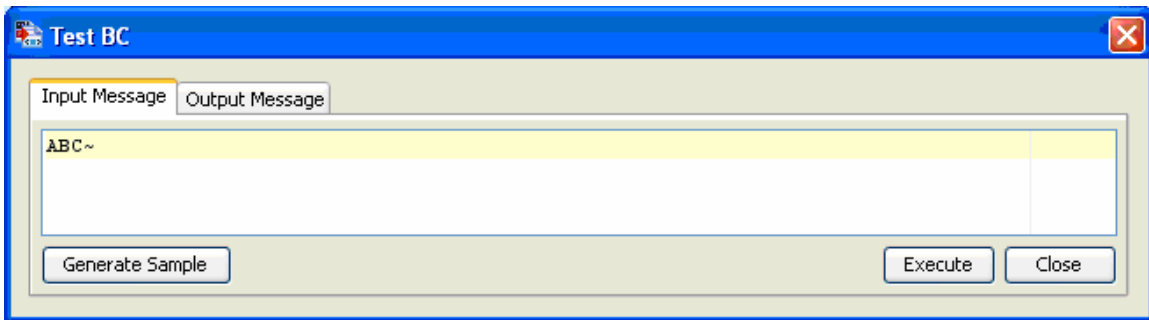 Test BC
Input Message Output Message
ABC~
Generate Sample Execute Close